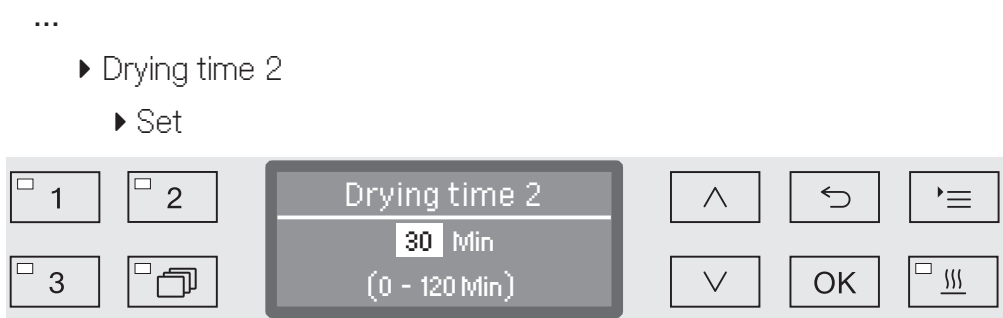 ...
▸ Drying time 2
▸ Set
1 2 Drying time 2
30 Min
3 (0 - 120 Min) OK